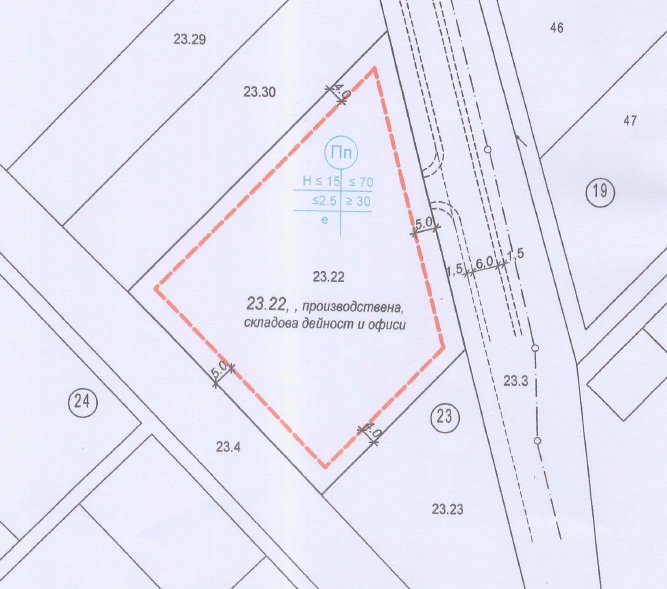 46
23.29
23.30
4.0
47
Пп
H ≤ 15 ≤ 70
≤2.5 ≥ 30
е
19
5.0
1,5 6,0 1,5
23.22
23.22, , производствена,
складова дейност и офиси
5.0
23.3
24
23
4.0
23.4
23.23